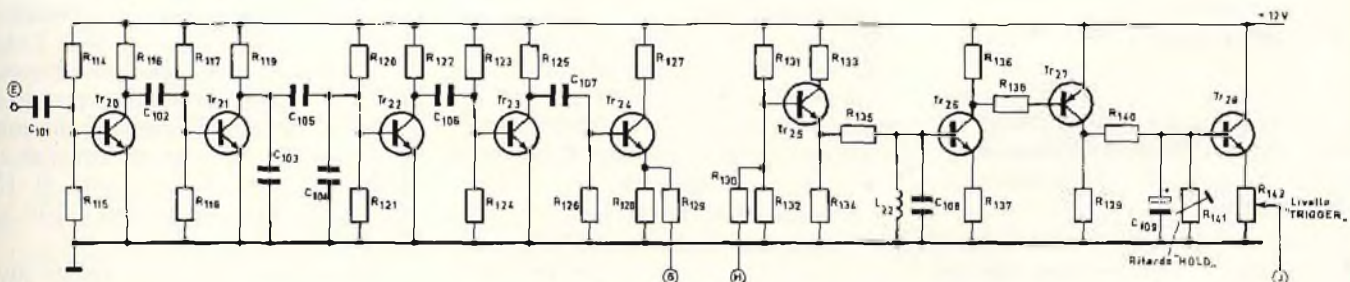 + 12 V
R114
R116
R117
R119
R120
R122
R123
R125
R127
R131
R133
R136
Tr27
E
C101
Tr20
C102
Tr21
C105
Tr22
C106
Tr23
C107
Tr24
Tr25
R135
Tr26
R138
R140
Tr28
C103
C104
R115
R118
R121
R124
R126
R128
R129
R130
R132
R134
L22
C108
R137
R139
+
C109
R141
R142
Livello
"TRIGGER"
Ritardo "HOLD"
G
H
J